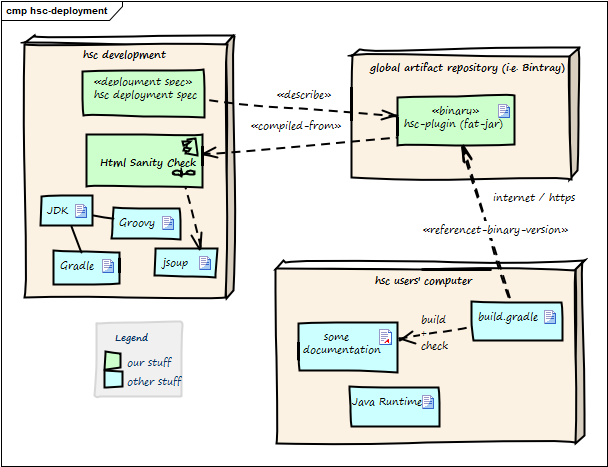 cmp hsc-deployment
hsc development
«deployment spec»
hsc deployment spec
Html Sanity Check
JDK
Groovy
Gradle
jsoup
«describe»
«compiled-from»
global artifact repository (i.e. Bintray)
«binary»
hsc-plugin (fat-jar)
internet / https
«referencet-binary-version»
hsc users' computer
some
documentation
build
+
check
build.gradle
Java Runtime
Legend
our stuff
other stuff